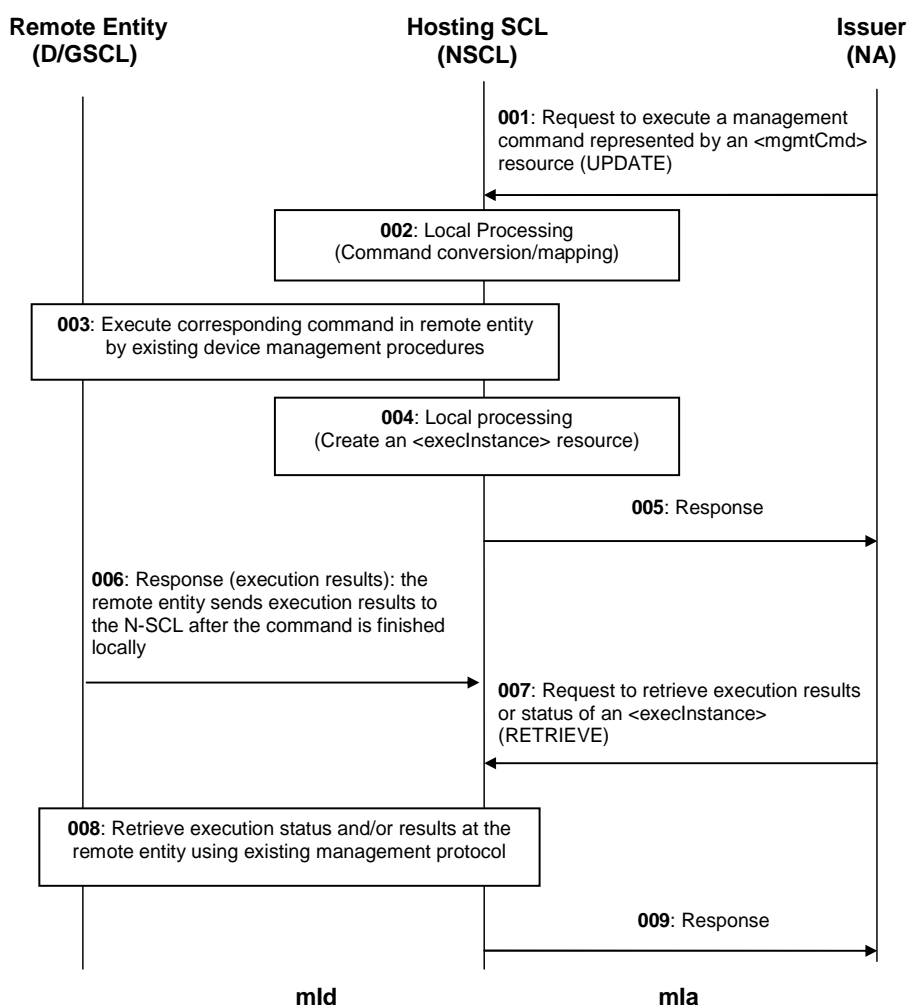 Remote Entity
(D/GSCL)
Hosting SCL
(NSCL)
Issuer
(NA)
001: Request to execute a management
command represented by an <mgmtCmd>
resource (UPDATE)
002: Local Processing
(Command conversion/mapping)
003: Execute corresponding command in remote entity
by existing device management procedures
004: Local processing
(Create an <execInstance> resource)
005: Response
006: Response (execution results): the
remote entity sends execution results to
the N-SCL after the command is finished
locally
007: Request to retrieve execution results
or status of an <execInstance>
(RETRIEVE)
008: Retrieve execution status and/or results at the
remote entity using existing management protocol
009: Response
mId
mIa